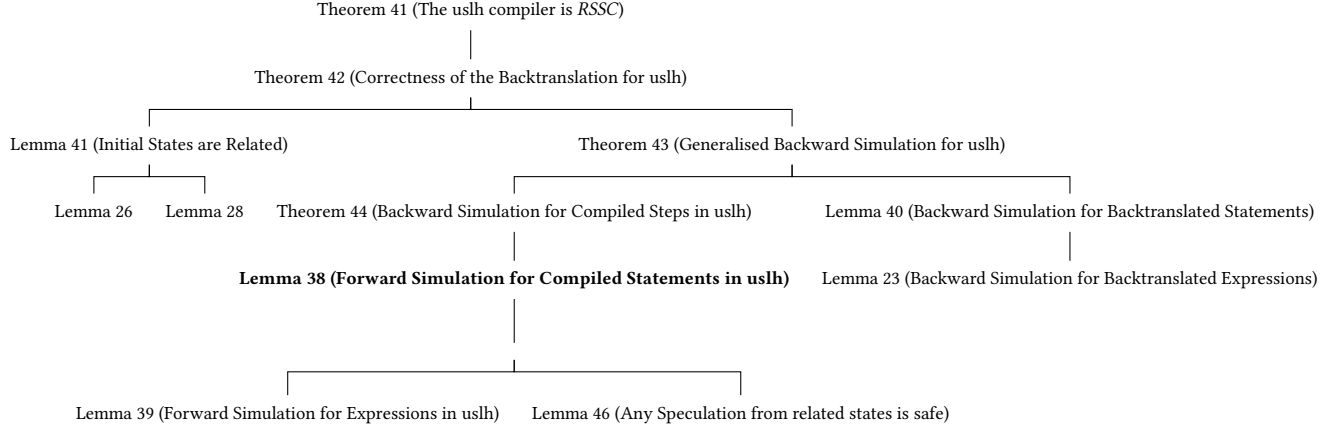 Theorem 41 (The uslh compiler is RSSC)
Theorem 42 (Correctness of the Backtranslation for uslh)
Lemma 41 (Initial States are Related) Theorem 43 (Generalised Backward Simulation for uslh)
Lemma 26 Lemma 28 Theorem 44 (Backward Simulation for Compiled Steps in uslh) Lemma 40 (Backward Simulation for Backtranslated Statements)
Lemma 38 (Forward Simulation for Compiled Statements in uslh) Lemma 23 (Backward Simulation for Backtranslated Expressions)
Lemma 39 (Forward Simulation for Expressions in uslh) Lemma 46 (Any Speculation from related states is safe)